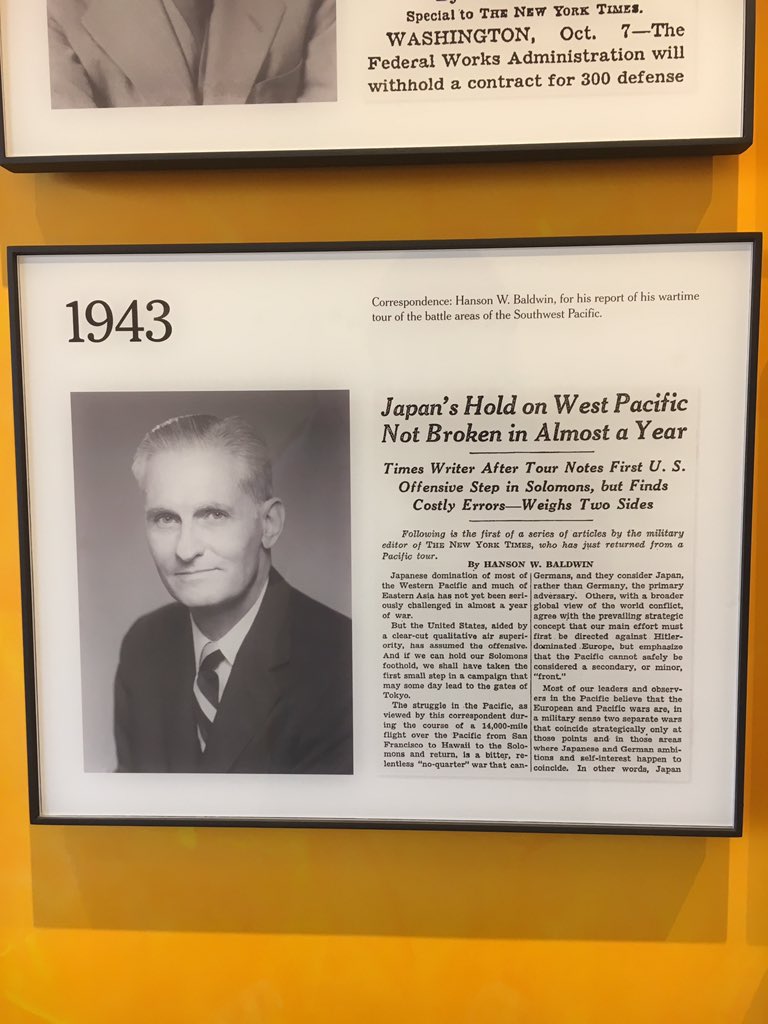 Special to THE NEW YORK TIMES.
WASHINGTON, Oct. 7—The
Federal Works Administration will
withhold a contract for 300 defense
1943
Correspondence: Hanson W. Baldwin, for his report of his wartime
tour of the battle areas of the Southwest Pacific.
Japan's Hold on West Pacific
Not Broken in Almost a Year
Times Writer After Tour Notes First U. S.
Offensive Step in Solomons, but Finds
Costly Errors—Weighs Two Sides
Following is the first of a series of articles by the military
editor of THE NEW YORK TIMES, who has just returned from a
Pacific tour.
By HANSON W. BALDWIN
Japanese domination of most of
the Western Pacific and much of
Eastern Asia has not yet been seri-
ously challenged in almost a year
of war.
But the United States, aided by
a clear-cut qualitative air superi-
ority, has assumed the offensive.
And if we can hold our Solomons
foothold, we shall have taken the
first small step in a campaign that
may some day lead to the gates of
Tokyo.
The struggle in the Pacific, as
viewed by this correspondent dur-
ing the course of a 14,000-mile
flight over the Pacific from San
Francisco to Hawaii to the Solo-
mons and return, is a bitter, re-
lentless "no-quarter" war that can-
Germans, and they consider Japan,
rather than Germany, the primary
adversary. Others, with a broader
global view of the world conflict,
agree with the prevailing strategic
concept that our main effort must
first be directed against Hitler-
dominated Europe, but emphasize
that the Pacific cannot safely be
considered a secondary, or minor,
"front."
Most of our leaders and observ-
ers in the Pacific believe that the
European and Pacific wars are, in
a military sense two separate wars
that coincide strategically only at
those points and in those areas
where Japanese and German ambi-
tions and self-interest happen to
coincide. In other words, Japan